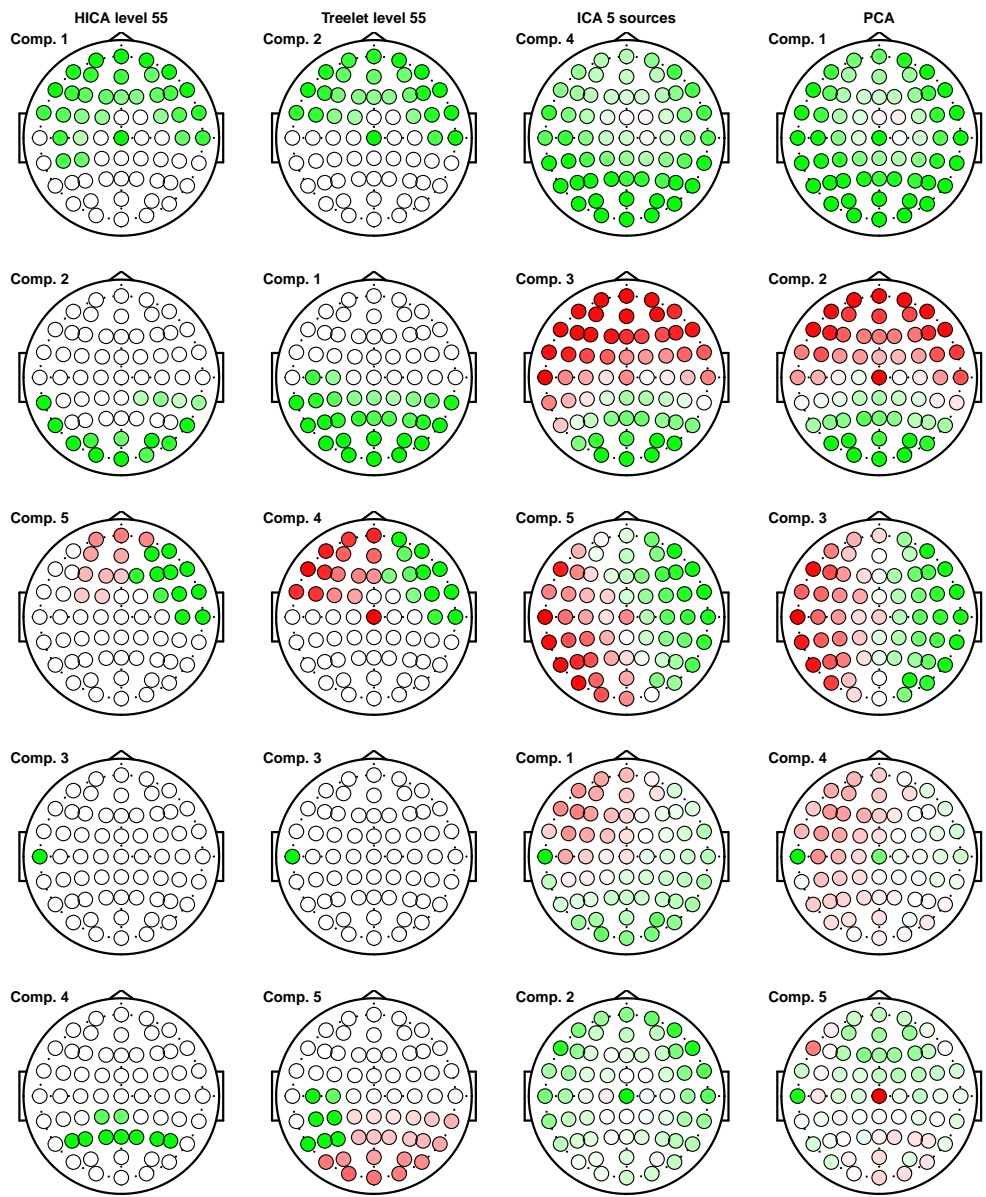 HICA level 55 Treelet level 55 ICA 5 sources PCA
Comp. 1 Comp. 2 Comp. 4 Comp. 1
Comp. 2 Comp. 1 Comp. 3 Comp. 2
Comp. 5 Comp. 4 Comp. 5 Comp. 3
Comp. 3 Comp. 3 Comp. 1 Comp. 4
Comp. 4 Comp. 5 Comp. 2 Comp. 5